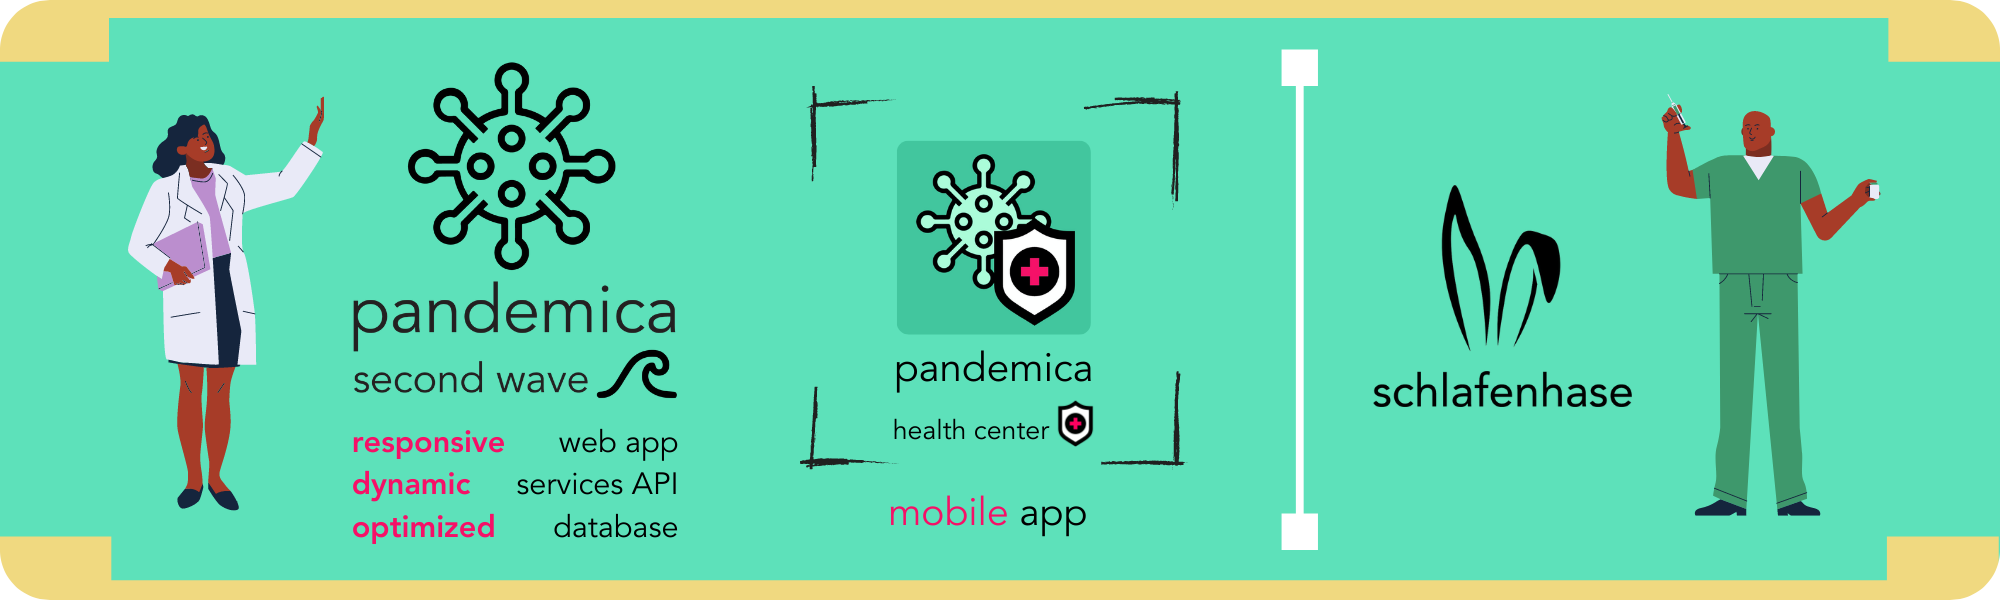 pandemica
second wave
responsive web app
dynamic services API
optimized database
pandemica
health center
mobile app
schlafenhase